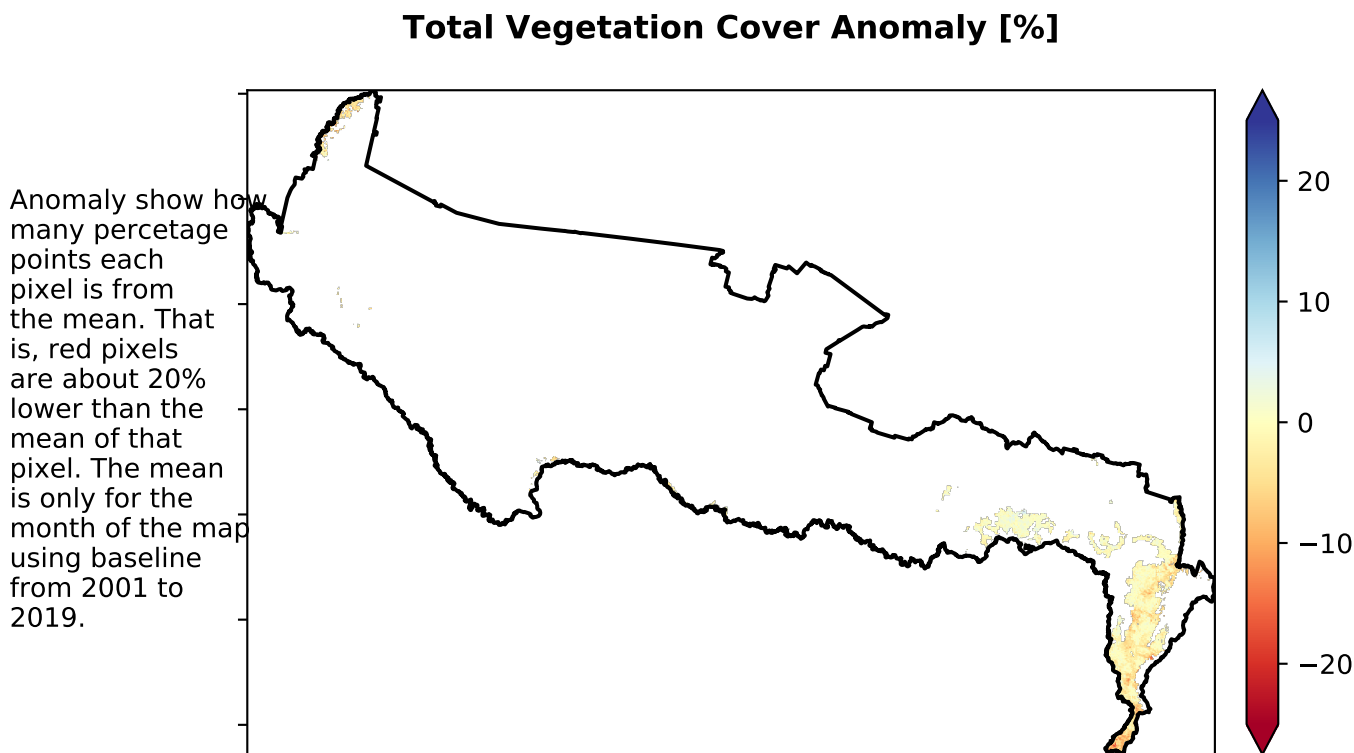 Total Vegetation Cover Anomaly [%]
Anomaly show how
many percetage
points each
pixel is from
the mean. That
is, red pixels
are about 20%
lower than the
mean of that
pixel. The mean
is only for the
month of the map
using baseline
from 2001 to
2019.
20
10
0
−10
−20